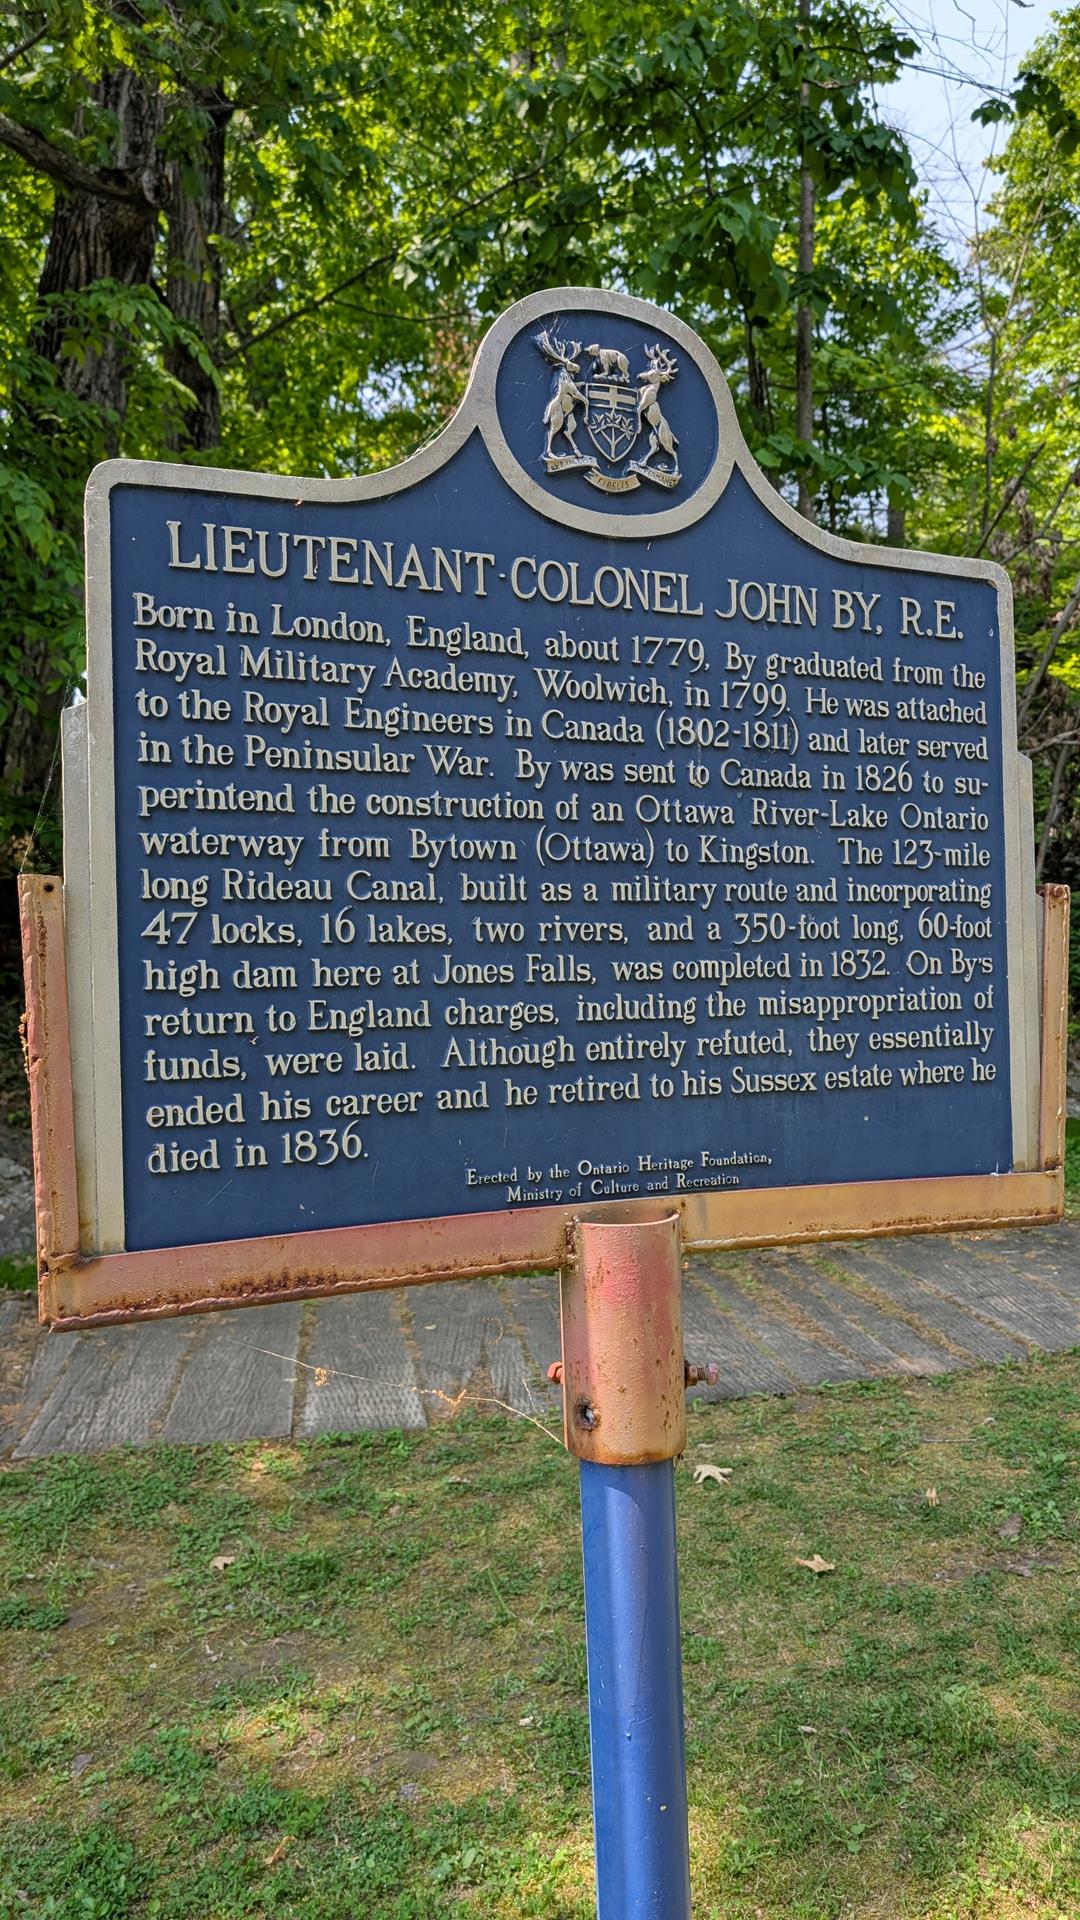 FIDELIS
LIEUTENANT-COLONEL JOHN BY, R.E.
Born in London, England, about 1779, By graduated from the
Royal Military Academy, Woolwich, in 1799. He was attached
to the Royal Engineers in Canada (1802-1811) and later served
in the Peninsular War. By was sent to Canada in 1826 to su-
perintend the construction of an Ottawa River-Lake Ontario
waterway from Bytown (Ottawa) to Kingston. The 123-mile
long Rideau Canal, built as a military route and incorporating
47 locks, 16 lakes, two rivers, and a 350-foot long, 60-foot
high dam here at Jones Falls, was completed in 1832. On By's
return to England charges, including the misappropriation of
funds, were laid. Although entirely refuted, they essentially
ended his career and he retired to his Sussex estate where he
died in 1836.
Erected by the Ontario Heritage Foundation,
Ministry of Culture and Recreation